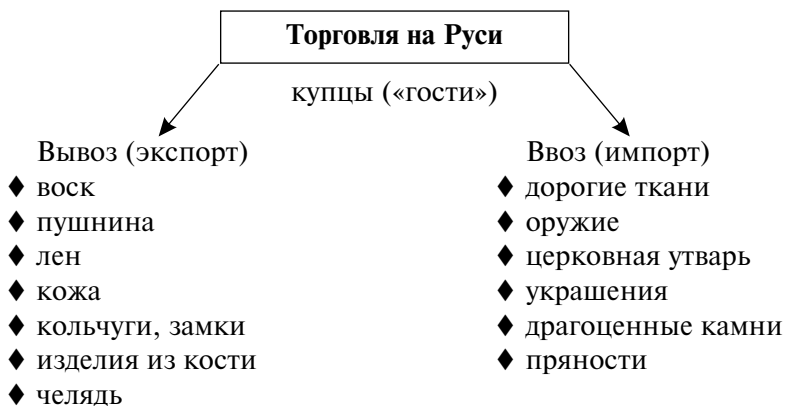 Торговля на Руси
купцы («гости»)
Вывоз (экспорт)
♦ воск
♦ пушнина
♦ лен
♦ кожа
♦ кольчуги, замки
♦ изделия из кости
♦ челядь
Ввоз (импорт)
♦ дорогие ткани
♦ оружие
♦ церковная утварь
♦ украшения
♦ драгоценные камни
♦ пряности